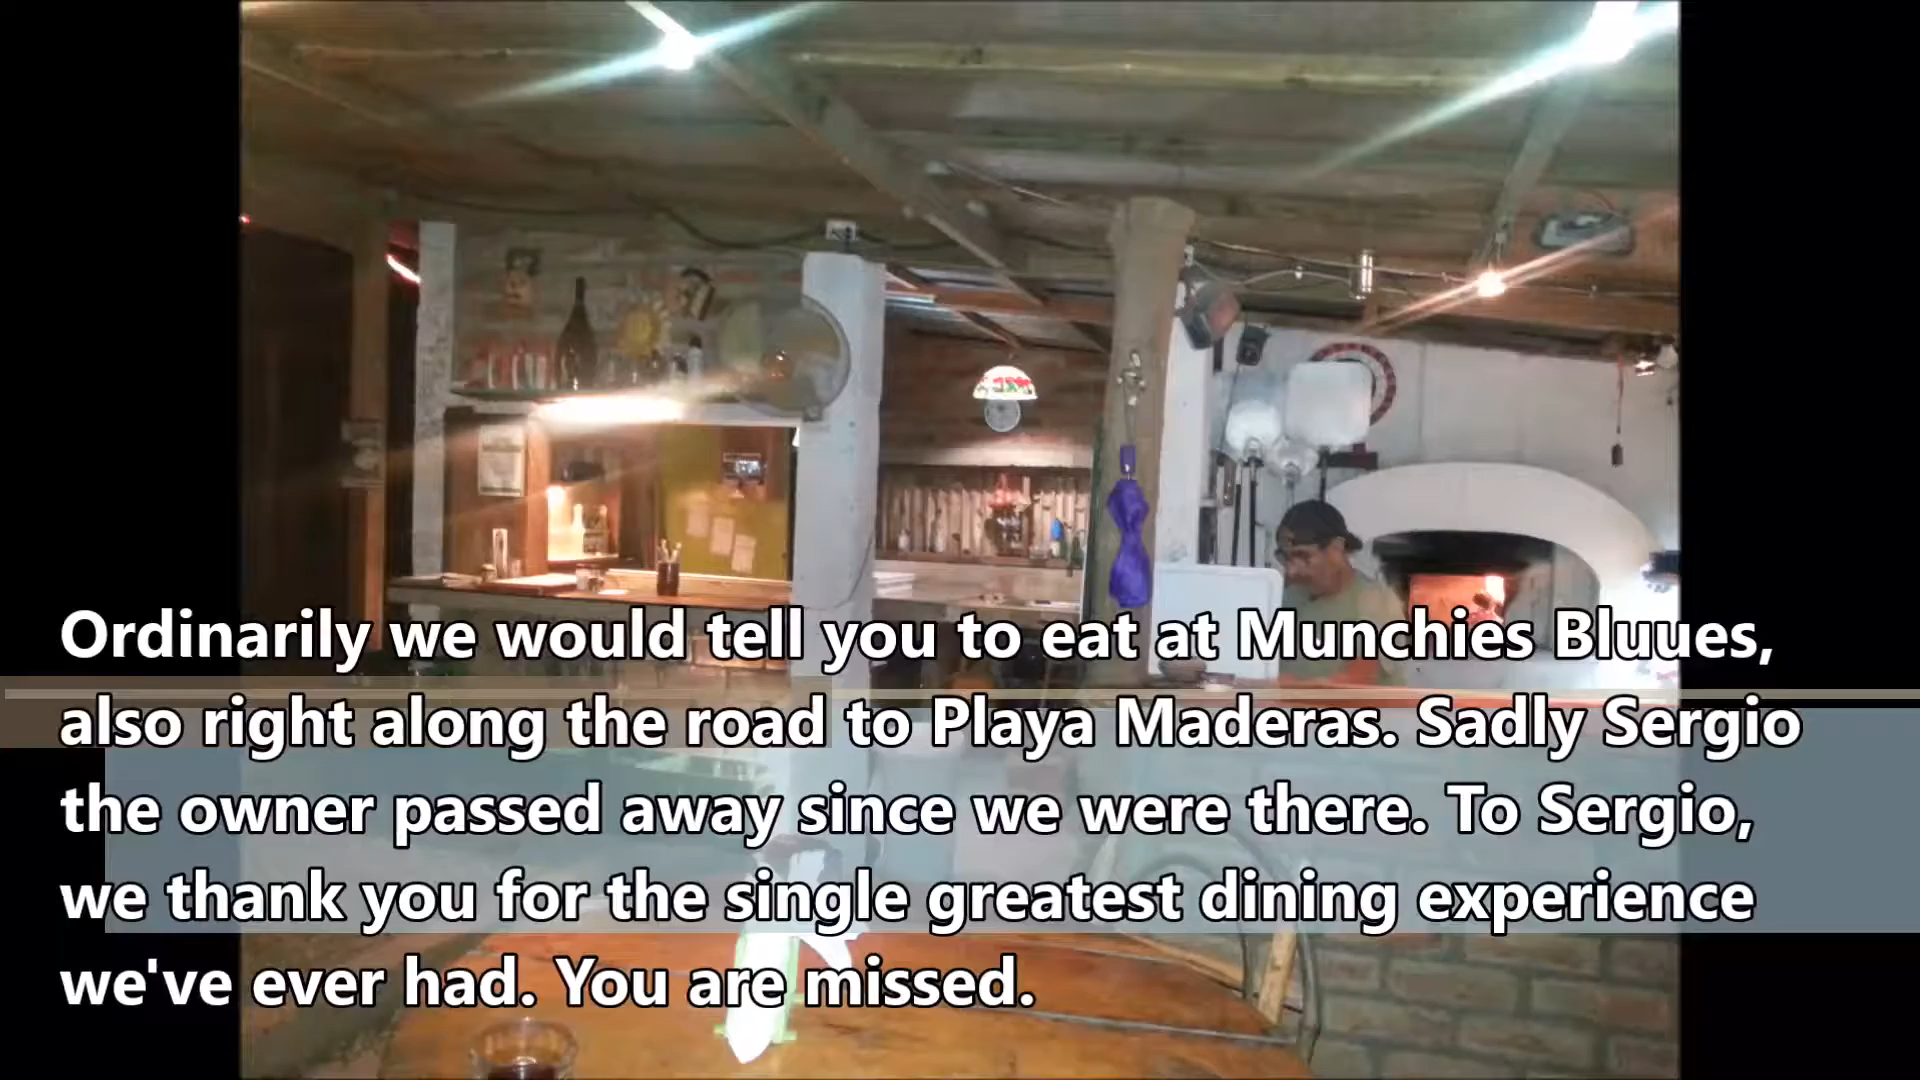 Ordinarily we would tell you to eat at Munchies Bluues,
also right along the road to Playa Maderas. Sadly Sergio
the owner passed away since we were there. To Sergio,
we thank you for the single greatest dining experience
we've ever had. You are missed.